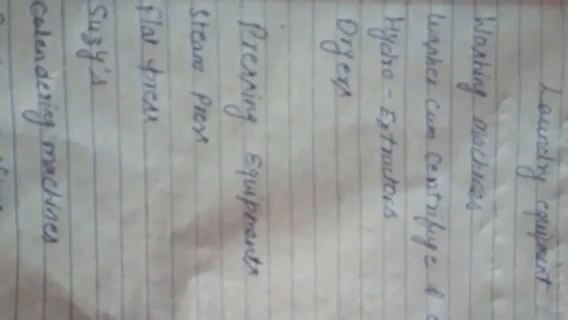 Laundry equipment
Washing machines
Washer cum Centrifuge &
Hydro - Extractors
Dryers
Pressing Equipments
Steam Press
flat press
Suzy's
calendering machines